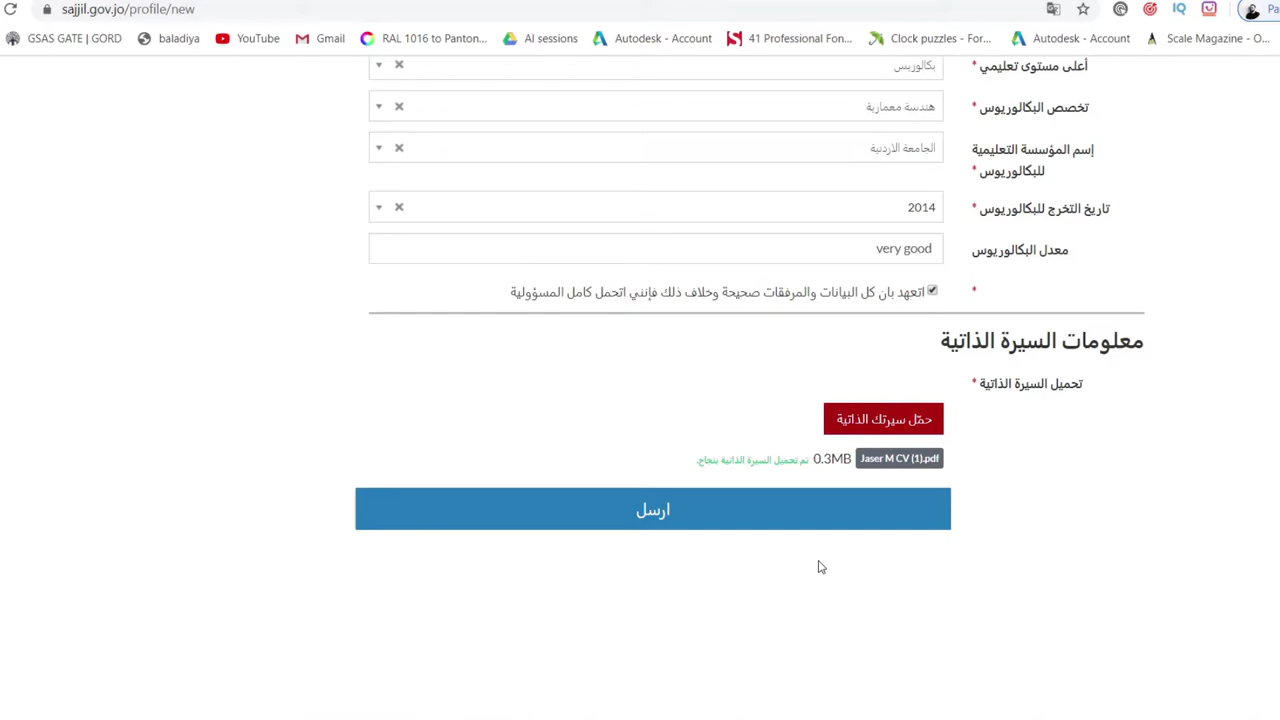 sajjil.gov.jo/profile/new
Pa
GSAS GATE | GORD baladiya YouTube Gmail RAL 1016 to Panton... AI sessions Autodesk - Account 41 Professional Fon... Clock puzzles - For... Autodesk - Account Scale Magazine - O...
أعلى مستوى تعليمي * بكالوريس
تخصص البكالوريوس * هندسة معمارية
إسم المؤسسة التعليمية
للبكالوريوس * الجامعة الاردنية
تاريخ التخرج للبكالوريوس * 2014
معدل البكالوريوس very good
* اتعهد بان كل البيانات والمرفقات صحيحة وخلاف ذلك فإنني اتحمل كامل المسؤولية
معلومات السيرة الذاتية
تحميل السيرة الذاتية *
حمّل سيرتك الذاتية
Jaser M CV (1).pdf 0.3MB تم تحميل السيرة الذاتية بنجاح.
ارسل